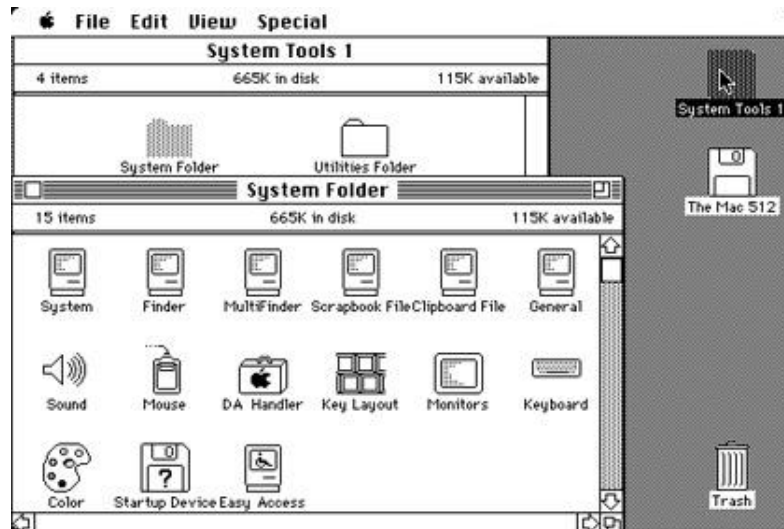 File Edit View Special
System Tools 1
4 items 665K in disk 115K available
System Folder Utilities Folder
System Folder
15 items 665K in disk 115K available
System Finder MultiFinder Scrapbook File Clipboard File General
Sound Mouse DA Handler Key Layout Monitors Keyboard
Color Startup Device Easy Access
System Tools 1
The Mac 512
Trash